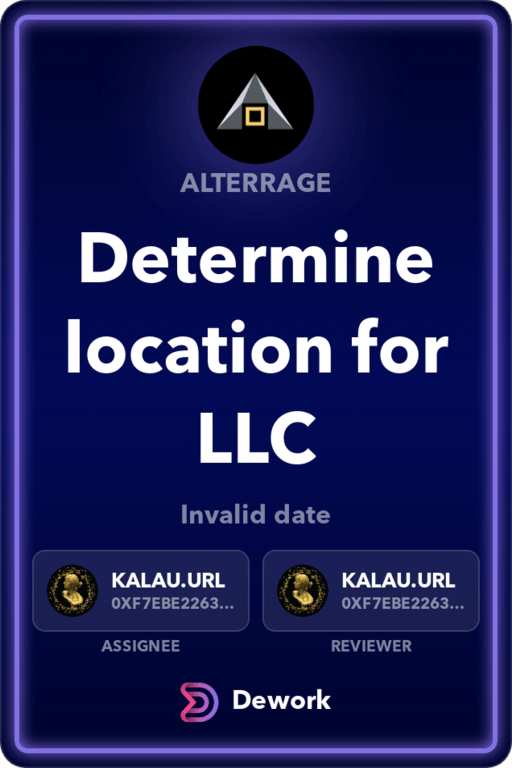 ALTERRAGE
Determine
location for
LLC
Invalid date
KALAU.URL
0XF7EBE2263...
ASSIGNEE
KALAU.URL
0XF7EBE2263...
REVIEWER
Dework